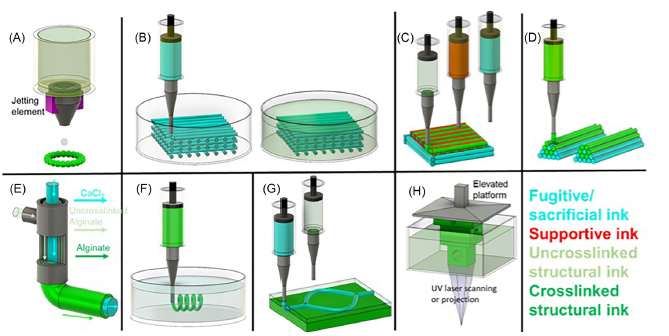 (A)
Jetting
element
(B)
(C)
(D)
(E)
CaCl₂
Uncrosslinked
Alginate
Alginate
(F)
(G)
(H)
Elevated
platform
UV laser scanning
or projection
Fugitive/
sacrificial ink
Supportive ink
Uncrosslinked
structural ink
Crosslinked
structural ink